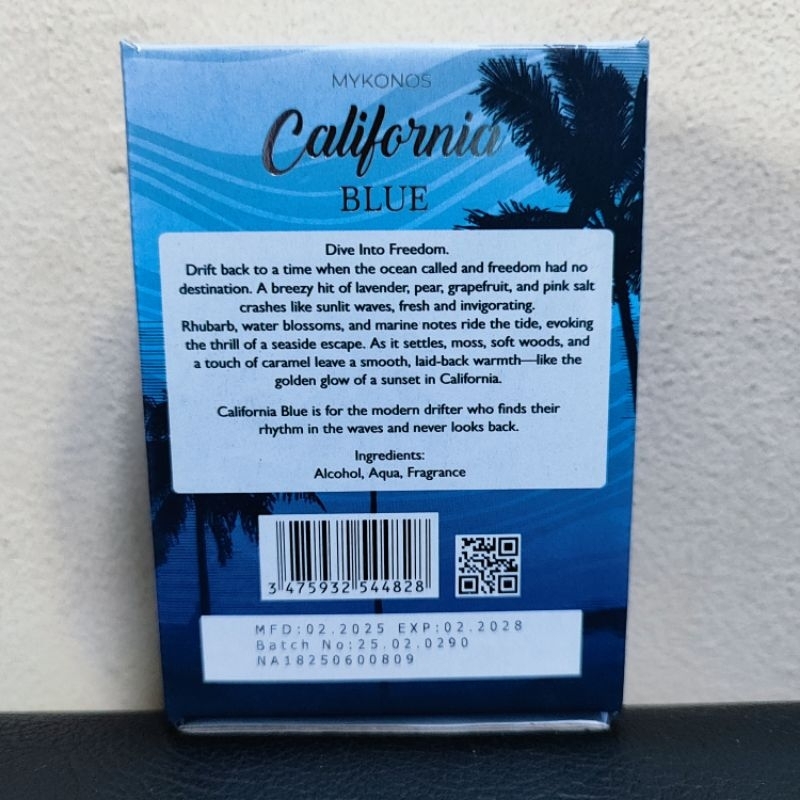 MYKONOS
California
BLUE
Dive Into Freedom.
Drift back to a time when the ocean called and freedom had no
destination. A breezy hit of lavender, pear, grapefruit, and pink salt
crashes like sunlit waves, fresh and invigorating.
Rhubarb, water blossoms, and marine notes ride the tide, evoking
the thrill of a seaside escape. As it settles, moss, soft woods, and
a touch of caramel leave a smooth, laid-back warmth—like the
golden glow of a sunset in California.
California Blue is for the modern drifter who finds their
rhythm in the waves and never looks back.
Ingredients:
Alcohol, Aqua, Fragrance
3 475932 544828
MFD:02.2025 EXP:02.2028
Batch No:25.02.0290
NA18250600809